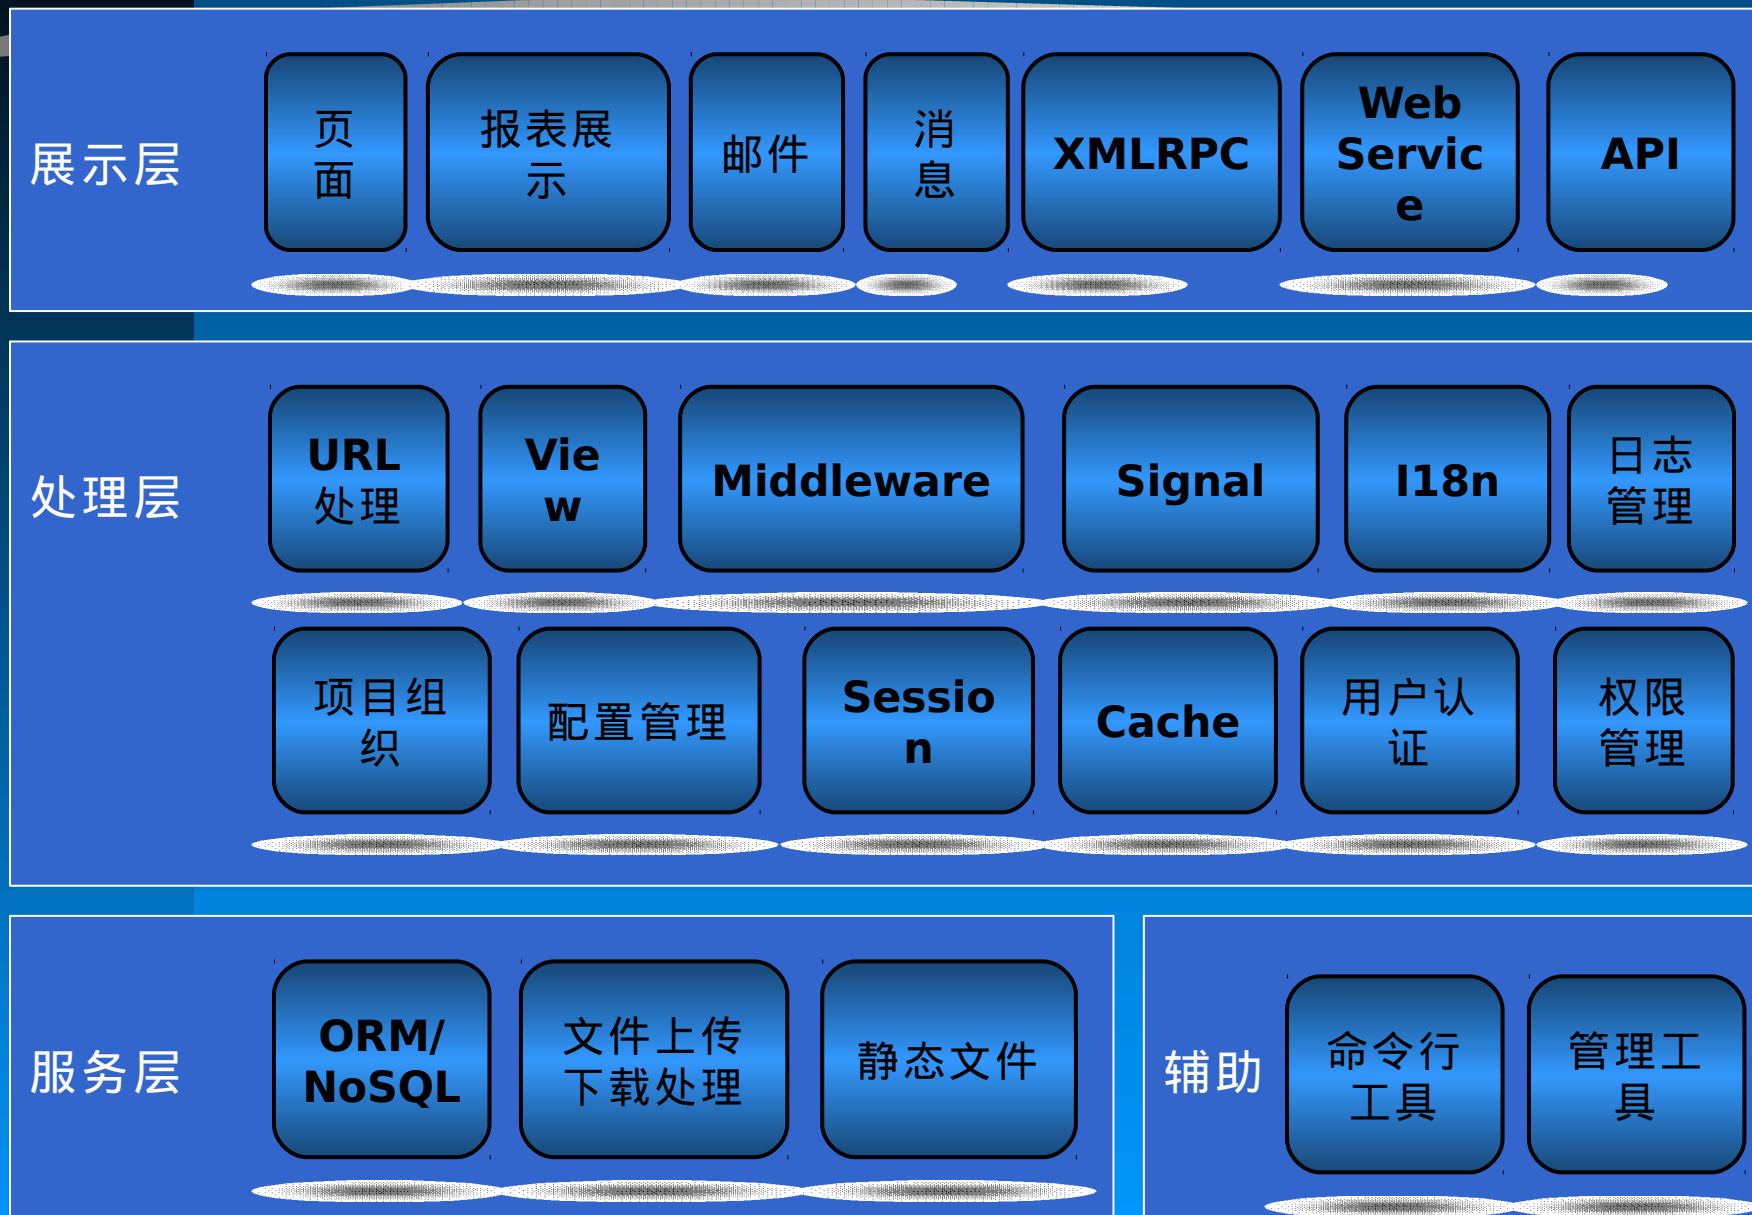 展示层
页
面
报表展
示
邮件
消
息
XMLRPC
Web
Servic
e
API
处理层
URL
处理
Vie
w
Middleware
Signal
I18n
日志
管理
项目组
织
配置管理
Sessio
n
Cache
用户认
证
权限
管理
服务层
ORM/
NoSQL
文件上传
下载处理
静态文件
辅助
命令行
工具
管理工
具